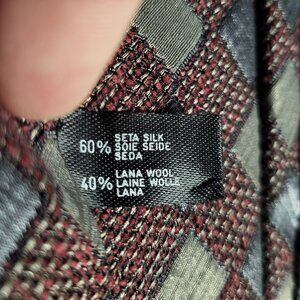 60% SETA SILK
SOIE SEIDE
SEDA
40% LANA WOOL
LAINE WOLLE
LANA